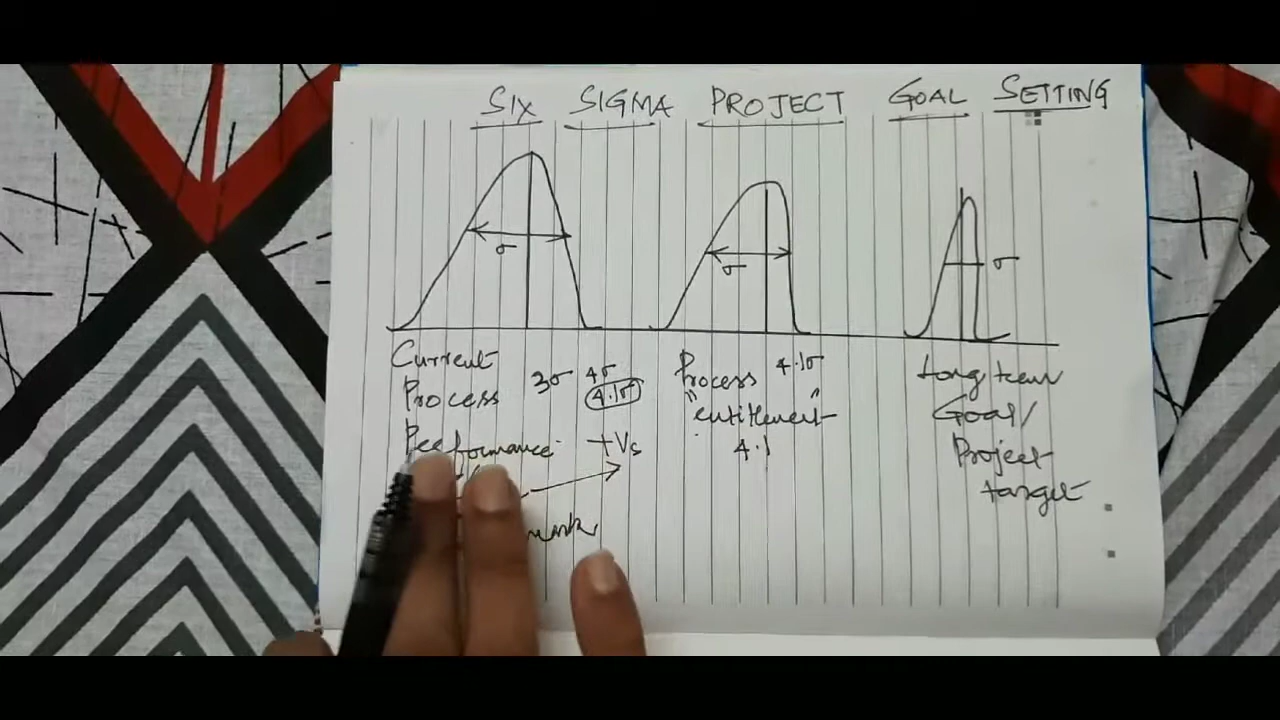 SIX SIGMA PROJECT GOAL SETTING
σ
σ
σ
Current
Process
Performance
3σ 4σ
4.1σ
+Vs
Process 4.1σ
"entitlement"
4.1
Long term
Goal/
Project
target